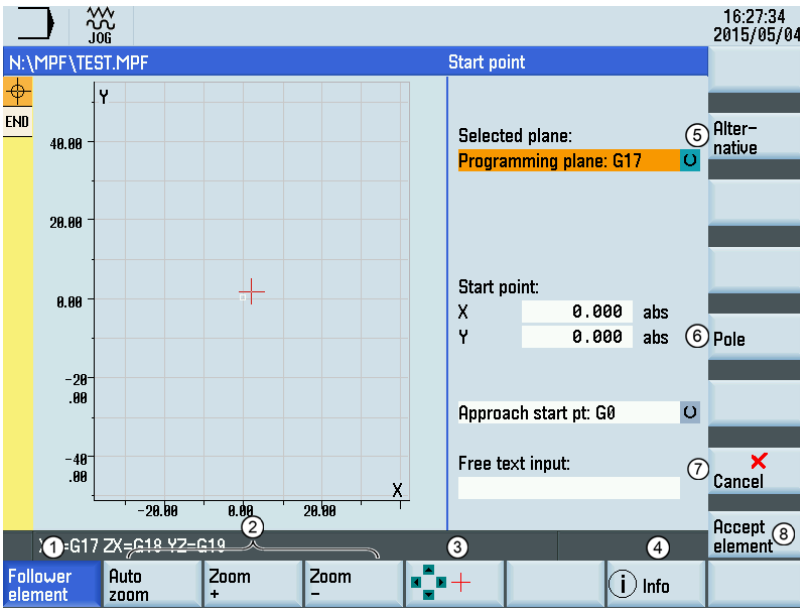 JOG
16:27:34
2015/05/04
N:\MPF\TEST.MPF
Start point
END
Y
40.00
20.00
0.00
-20
.00
-40
.00
-20.00
0.00
20.00
X
Selected plane:
Programming plane: G17
Start point:
X 0.000 abs
Y 0.000 abs
Approach start pt: G0
Free text input:
5
Alter-
native
6
Pole
7
Cancel
Accept
element
8
=G17 ZX=G18 YZ=G19
1
2
3
4
Follower
element
Auto
zoom
Zoom
+
Zoom
-
i Info